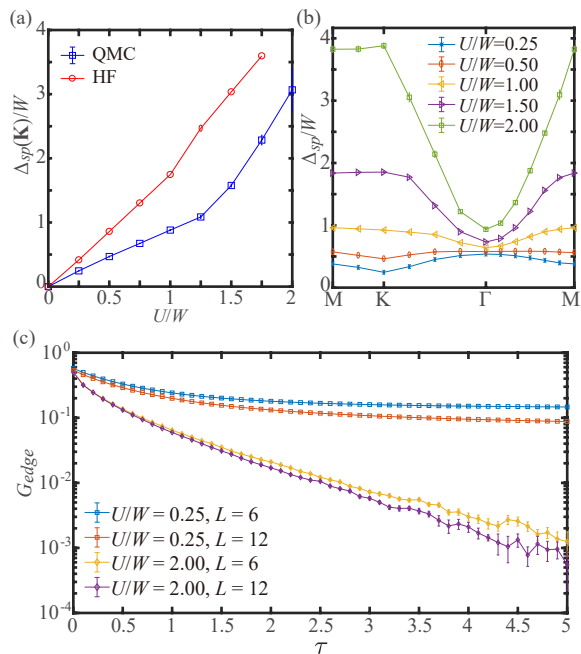 (a)
QMC
HF
Δsp(K)/W
4
3
2
1
0
0 0.5 1 1.5 2
U/W
(b)
U/W=0.25
U/W=0.50
U/W=1.00
U/W=1.50
U/W=2.00
Δsp/W
4
3
2
1
0
M K Γ M
(c)
Gedge
10^0
10^-1
10^-2
10^-3
10^-4
U/W = 0.25, L = 6
U/W = 0.25, L = 12
U/W = 2.00, L = 6
U/W = 2.00, L = 12
0 0.5 1 1.5 2 2.5 3 3.5 4 4.5 5
τ